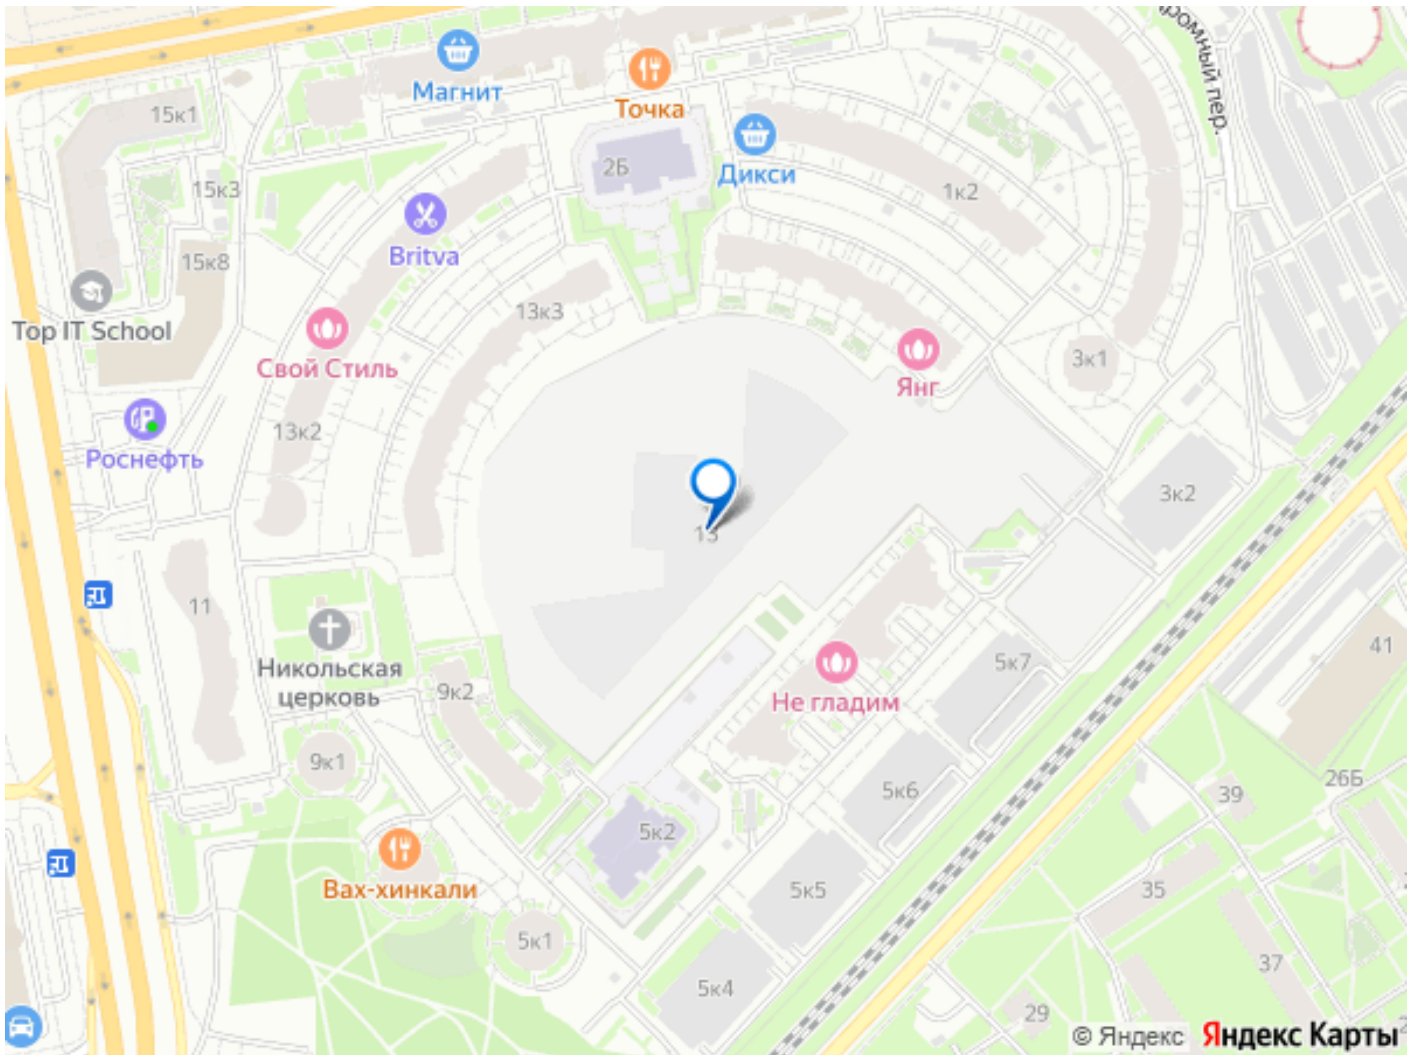 ромный пер.
Магнит
Точка
15к1
2Б
Дикси
15к3
1к2
Britva
15к8
13к3
Top IT School
Свой Стиль
Янг
3к1
13к2
Роснефть
3к2
13
11
Никольская
церковь
9к2
5к7
41
Не гладим
9к1
26Б
39
5к6
5к2
Вах-хинкали
5к5
35
5к1
37
5к4
29
© Яндекс
Яндекс Карты